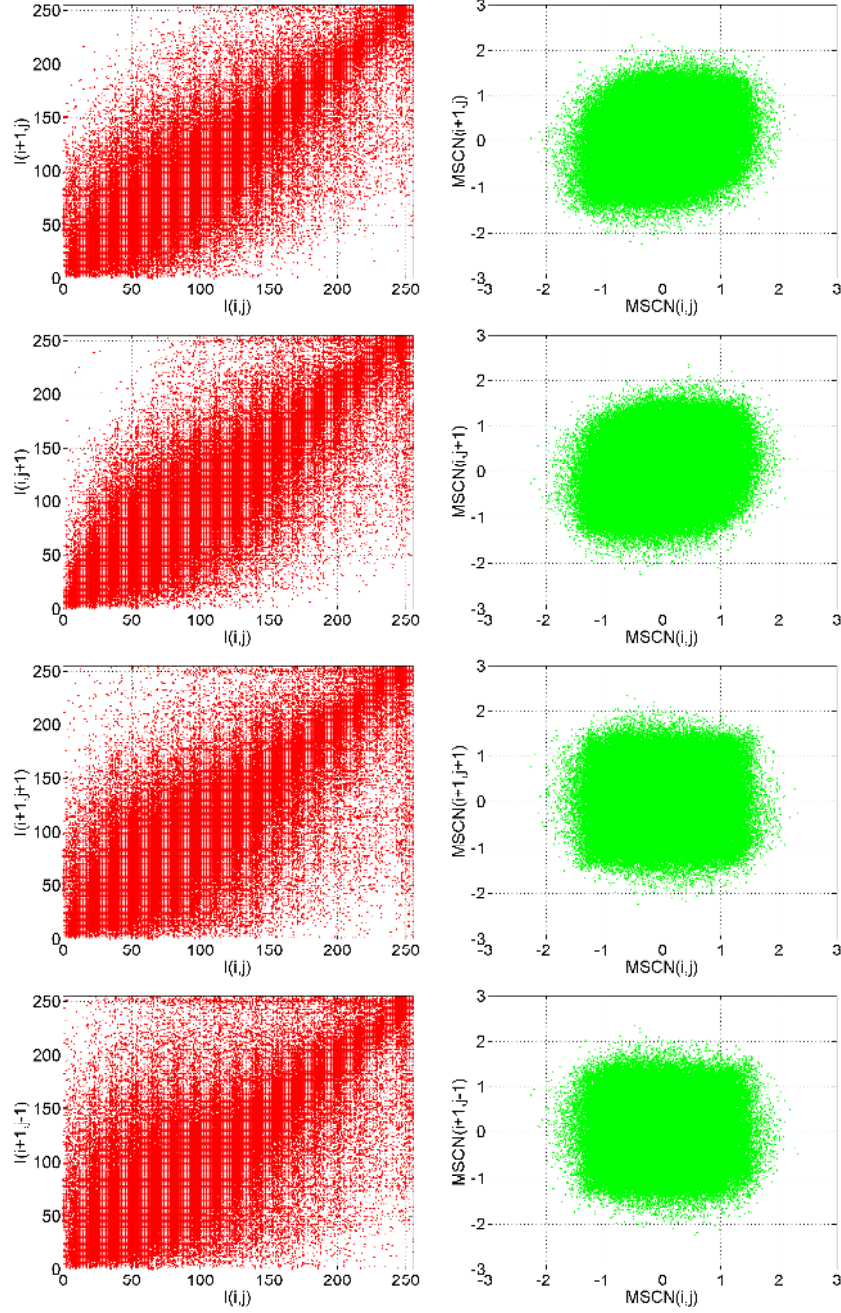 250
200
150
100
50
0
I(i+1,j)
0 50 100 150 200 250
I(i,j)
3
2
1
0
-1
-2
-3
MSCN(i+1,j)
-3 -2 -1 0 1 2 3
MSCN(i,j)
250
200
150
100
50
0
I(i,j+1)
0 50 100 150 200 250
I(i,j)
3
2
1
0
-1
-2
-3
MSCN(i,j+1)
-3 -2 -1 0 1 2 3
MSCN(i,j)
250
200
150
100
50
0
I(i+1,j+1)
0 50 100 150 200 250
I(i,j)
3
2
1
0
-1
-2
-3
MSCN(i+1,j+1)
-3 -2 -1 0 1 2 3
MSCN(i,j)
250
200
150
100
50
0
I(i+1,j-1)
0 50 100 150 200 250
I(i,j)
3
2
1
0
-1
-2
-3
MSCN(i+1,j-1)
-3 -2 -1 0 1 2 3
MSCN(i,j)